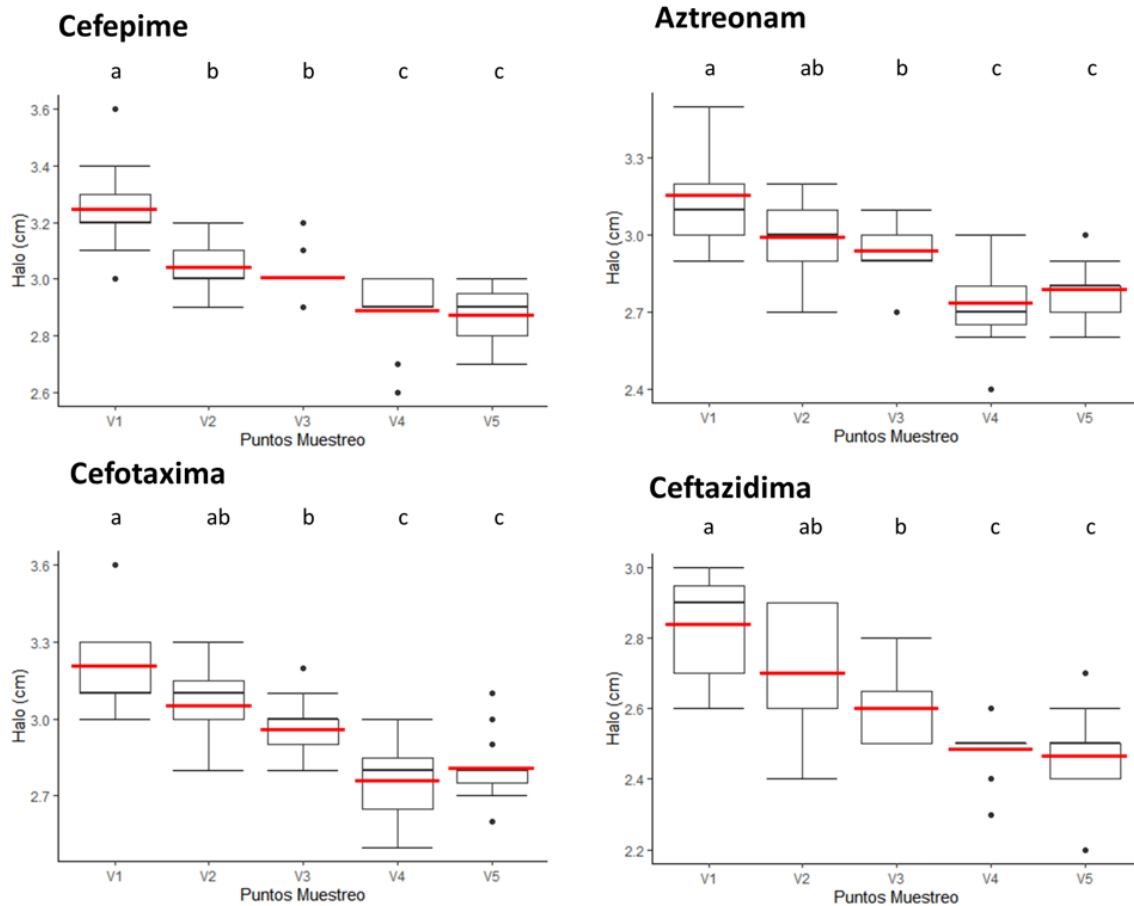 Cefepime
a b b c c
3.6
3.4
3.2
3.0
2.8
2.6
Halo (cm)
V1 V2 V3 V4 V5
Puntos Muestreo
Aztreonam
a ab b c c
3.3
3.0
2.7
2.4
Halo (cm)
V1 V2 V3 V4 V5
Puntos Muestreo
Cefotaxima
a ab b c c
3.6
3.3
3.0
2.7
Halo (cm)
V1 V2 V3 V4 V5
Puntos Muestreo
Ceftazidima
a ab b c c
3.0
2.8
2.6
2.4
2.2
Halo (cm)
V1 V2 V3 V4 V5
Puntos Muestreo